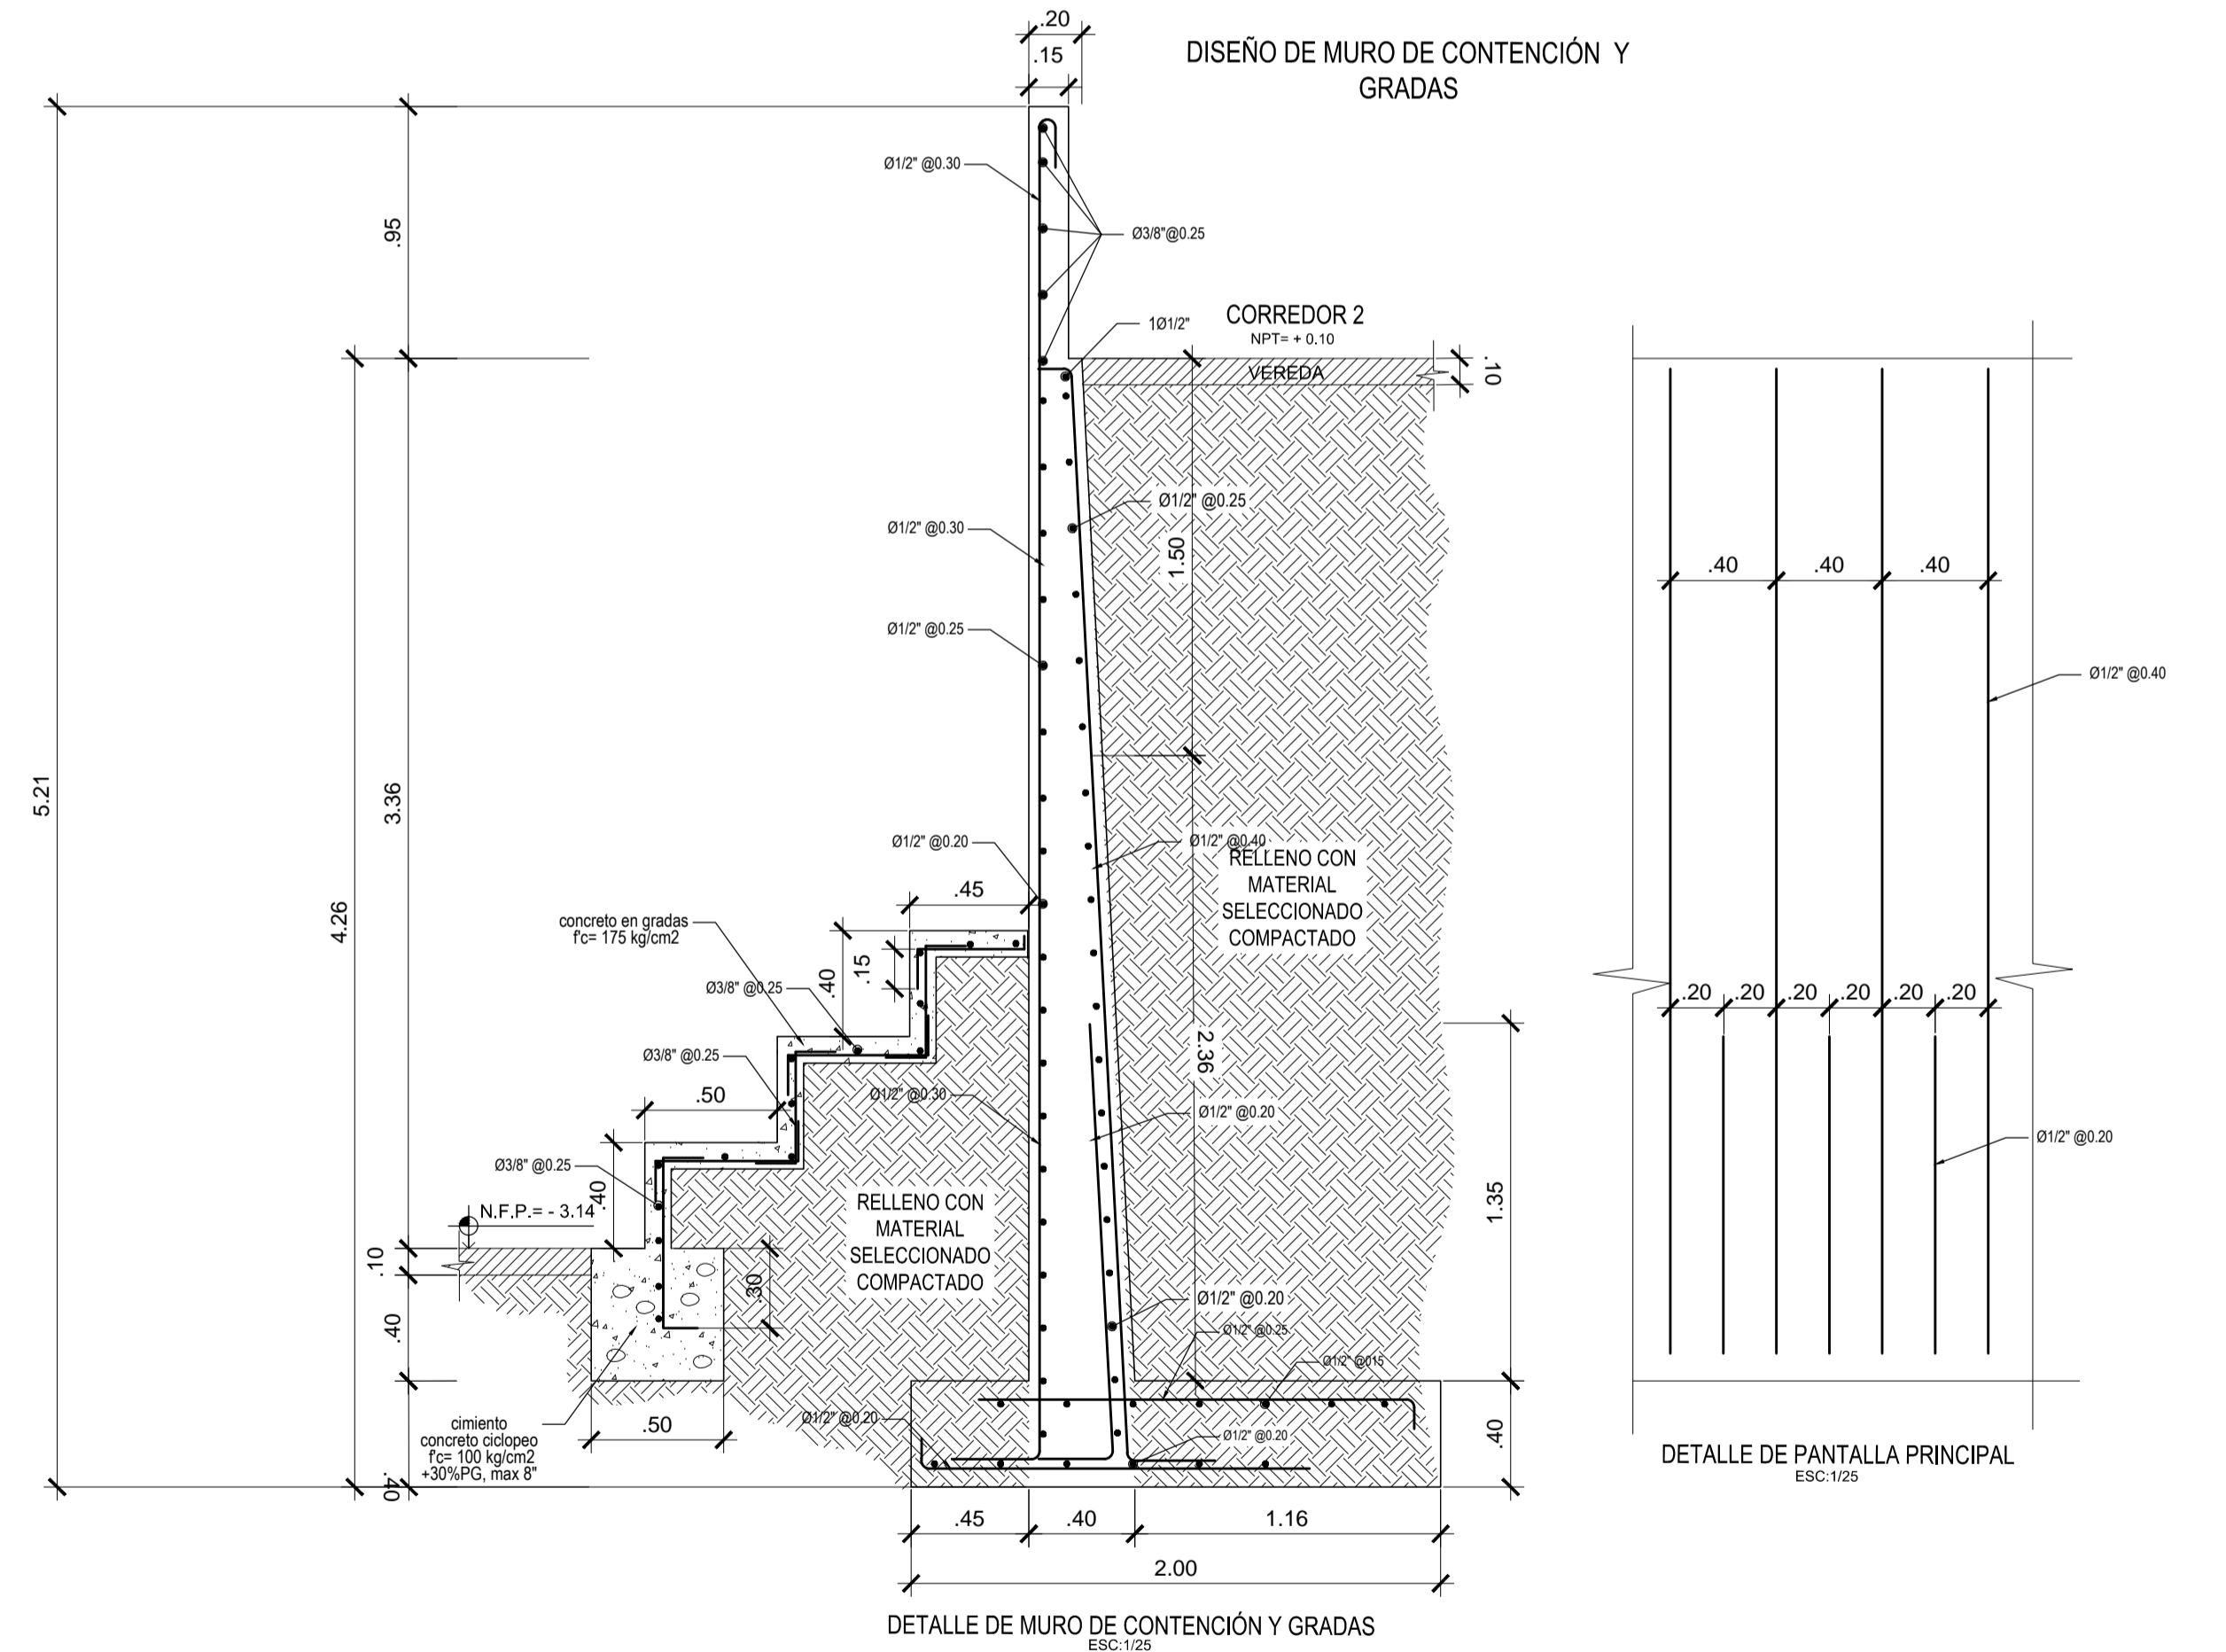 .20
.15
DISEÑO DE MURO DE CONTENCIÓN Y
GRADAS
Ø1/2" @0.30
.95
Ø3/8"@0.25
1Ø1/2"
CORREDOR 2
NPT= + 0.10
VEREDA
.10
Ø1/2" @0.25
Ø1/2" @0.30
1.50
.40
.40
.40
Ø1/2" @0.25
Ø1/2" @0.40
5.21
3.36
4.26
Ø1/2" @0.20
Ø1/2" @0.40
RELLENO CON
MATERIAL
SELECCIONADO
COMPACTADO
.45
concreto en gradas
f'c= 175 kg/cm2
.40
.15
Ø3/8" @0.25
.20
.20
.20
.20
.20
.20
Ø3/8" @0.25
2.36
.50
Ø1/2" @0.30
Ø1/2" @0.20
Ø1/2" @0.20
Ø3/8" @0.25
.40
1.35
N.F.P.= - 3.14
RELLENO CON
MATERIAL
SELECCIONADO
COMPACTADO
.10
.30
Ø1/2" @0.20
Ø1/2" @0.25
.40
Ø1/2" @015
cimiento
concreto ciclopeo
f'c= 100 kg/cm2
+30%PG, max 8"
.50
Ø1/2" @0.20
Ø1/2" @0.20
.40
.40
DETALLE DE PANTALLA PRINCIPAL
ESC:1/25
.45
.40
1.16
2.00
DETALLE DE MURO DE CONTENCIÓN Y GRADAS
ESC:1/25